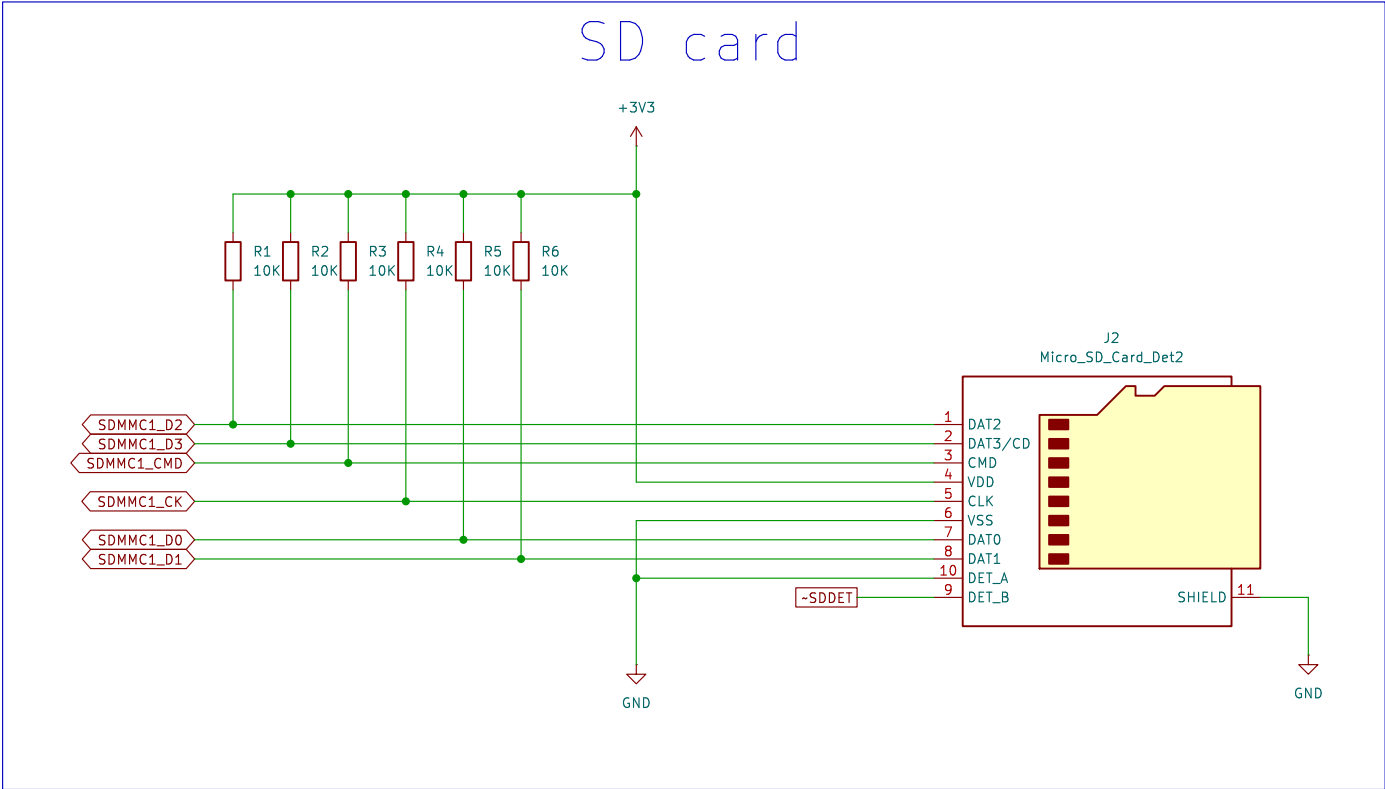 SD card
+3V3
R1
10K
R2
10K
R3
10K
R4
10K
R5
10K
R6
10K
J2
Micro_SD_Card_Det2
SDMMC1_D2
SDMMC1_D3
SDMMC1_CMD
SDMMC1_CK
SDMMC1_D0
SDMMC1_D1
1 DAT2
2 DAT3/CD
3 CMD
4 VDD
5 CLK
6 VSS
7 DAT0
8 DAT1
10 DET_A
~SDDET 9 DET_B
SHIELD 11
GND
GND